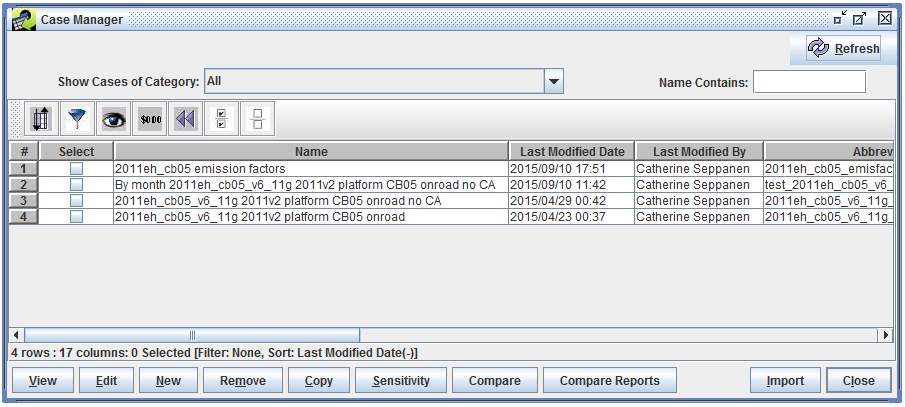 Case Manager
Refresh
Show Cases of Category: All Name Contains:
$0.00
# Select Name Last Modified Date Last Modified By Abbrev
1 2011eh_cb05 emission factors 2015/09/10 17:51 Catherine Seppanen 2011eh_cb05_emisfac
2 By month 2011eh_cb05_v6_11g 2011v2 platform CB05 onroad no CA 2015/09/10 11:42 Catherine Seppanen test_2011eh_cb05_v6_
3 2011eh_cb05_v6_11g 2011v2 platform CB05 onroad no CA 2015/04/29 00:42 Catherine Seppanen 2011eh_cb05_v6_11g_
4 2011eh_cb05_v6_11g 2011v2 platform CB05 onroad 2015/04/23 00:37 Catherine Seppanen 2011eh_cb05_v6_11g_
4 rows : 17 columns: 0 Selected [Filter: None, Sort: Last Modified Date(-)]
View Edit New Remove Copy Sensitivity Compare Compare Reports Import Close